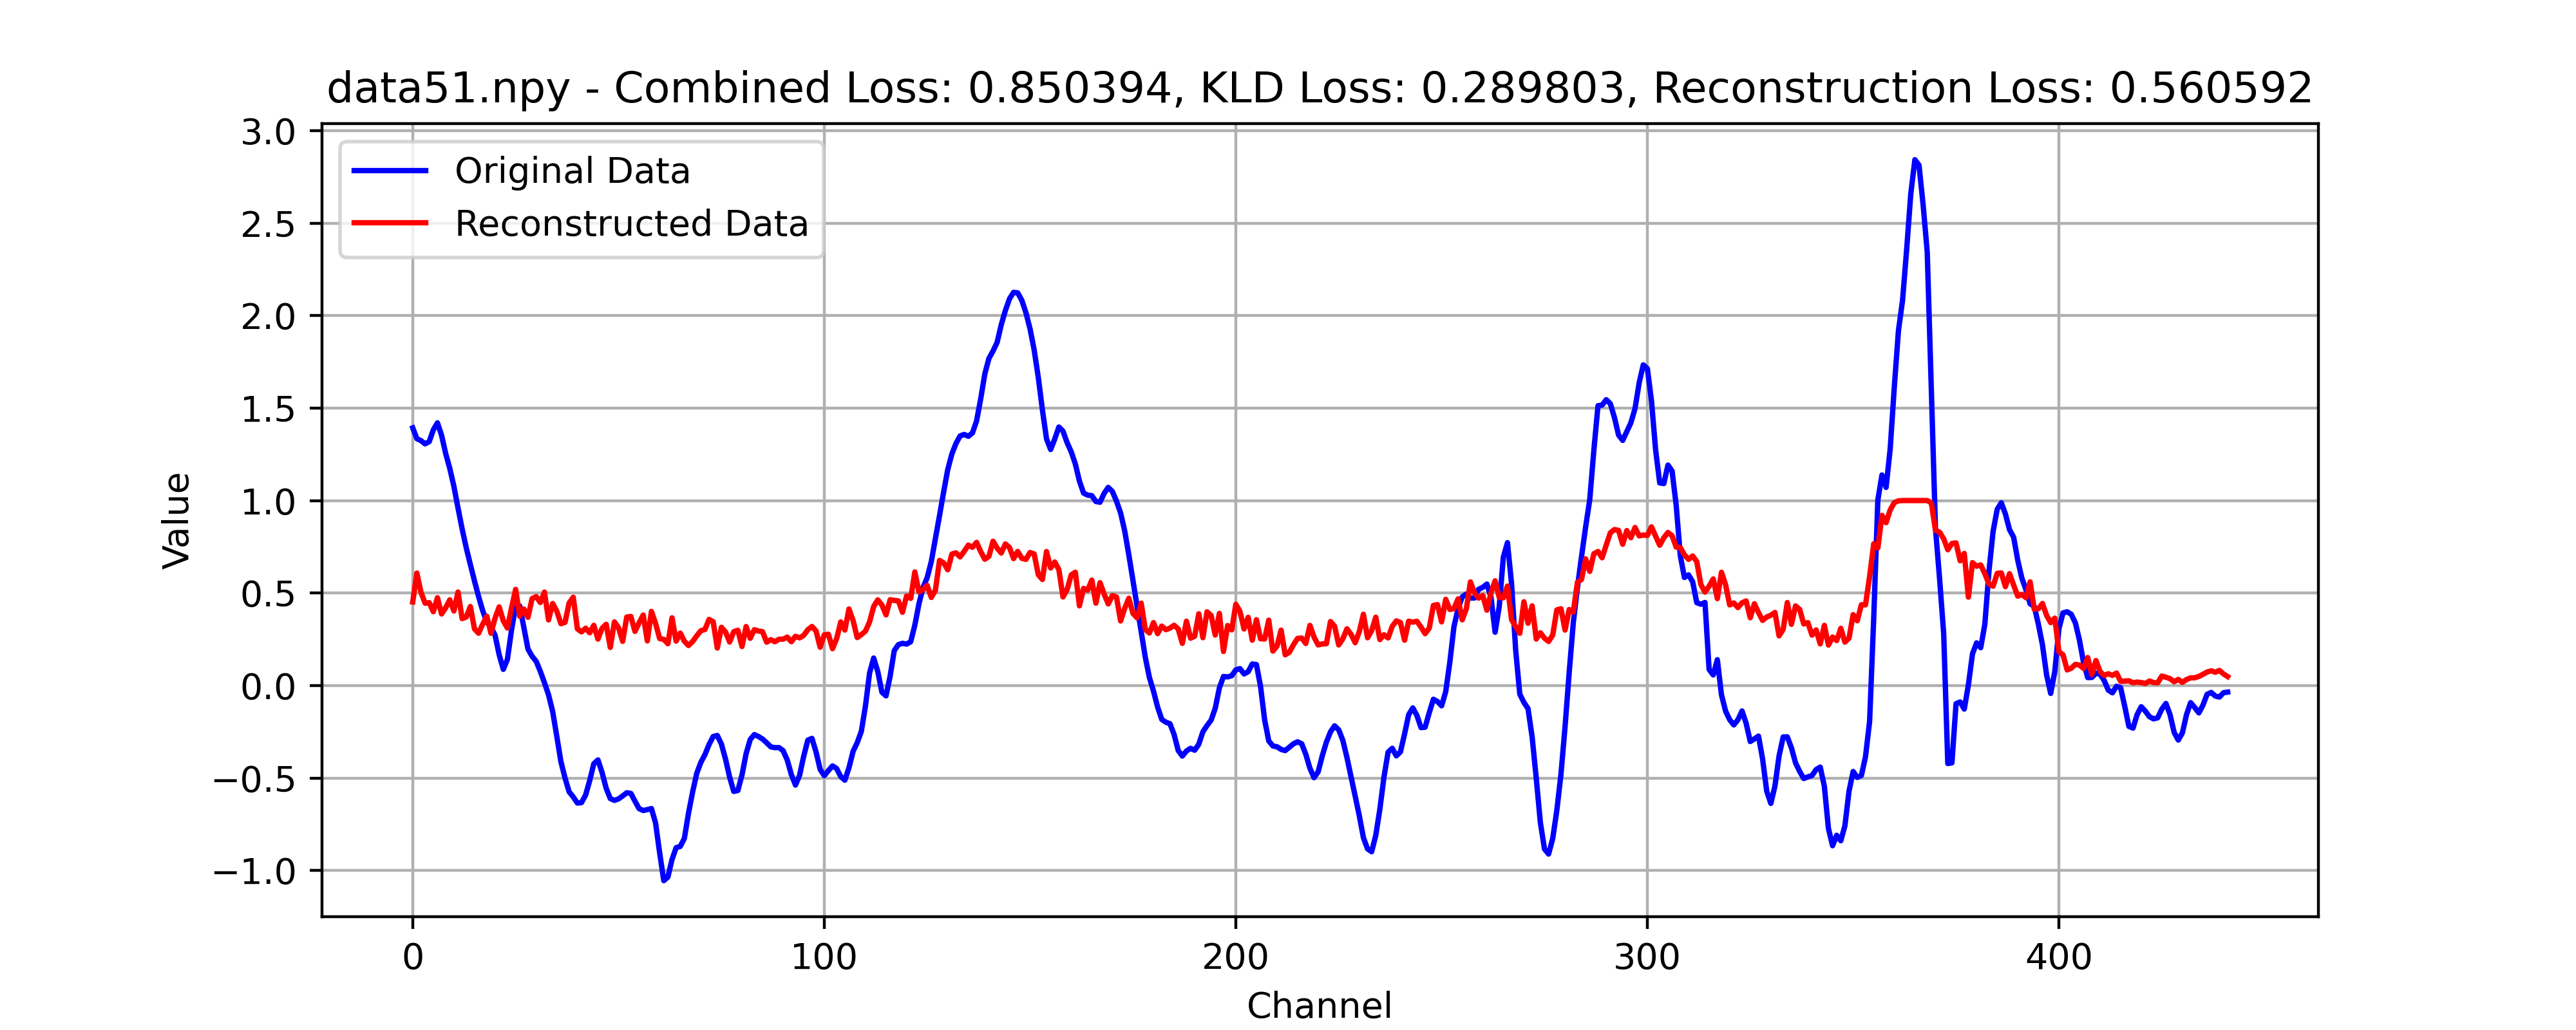 data51.npy - Combined Loss: 0.850394, KLD Loss: 0.289803, Reconstruction Loss: 0.560592
3.0
2.5
2.0
1.5
1.0
0.5
0.0
−0.5
−1.0
Value
Original Data
Reconstructed Data
0 100 200 300 400
Channel